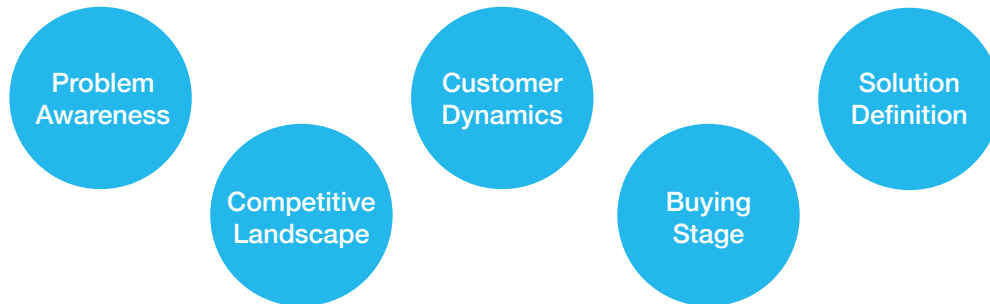 Problem
Awareness
Competitive
Landscape
Customer
Dynamics
Buying
Stage
Solution
Definition